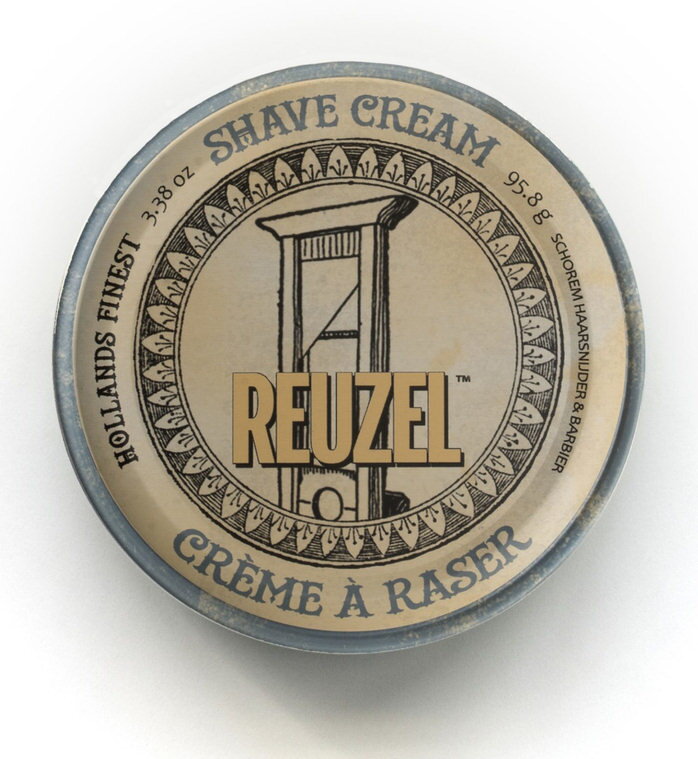 SHAVE CREAM
3.38 oz
95.8 g
HOLLANDS FINEST
SCHOREM HAARSNIJDER & BARBIER
REUZEL™
CRÈME À RASER